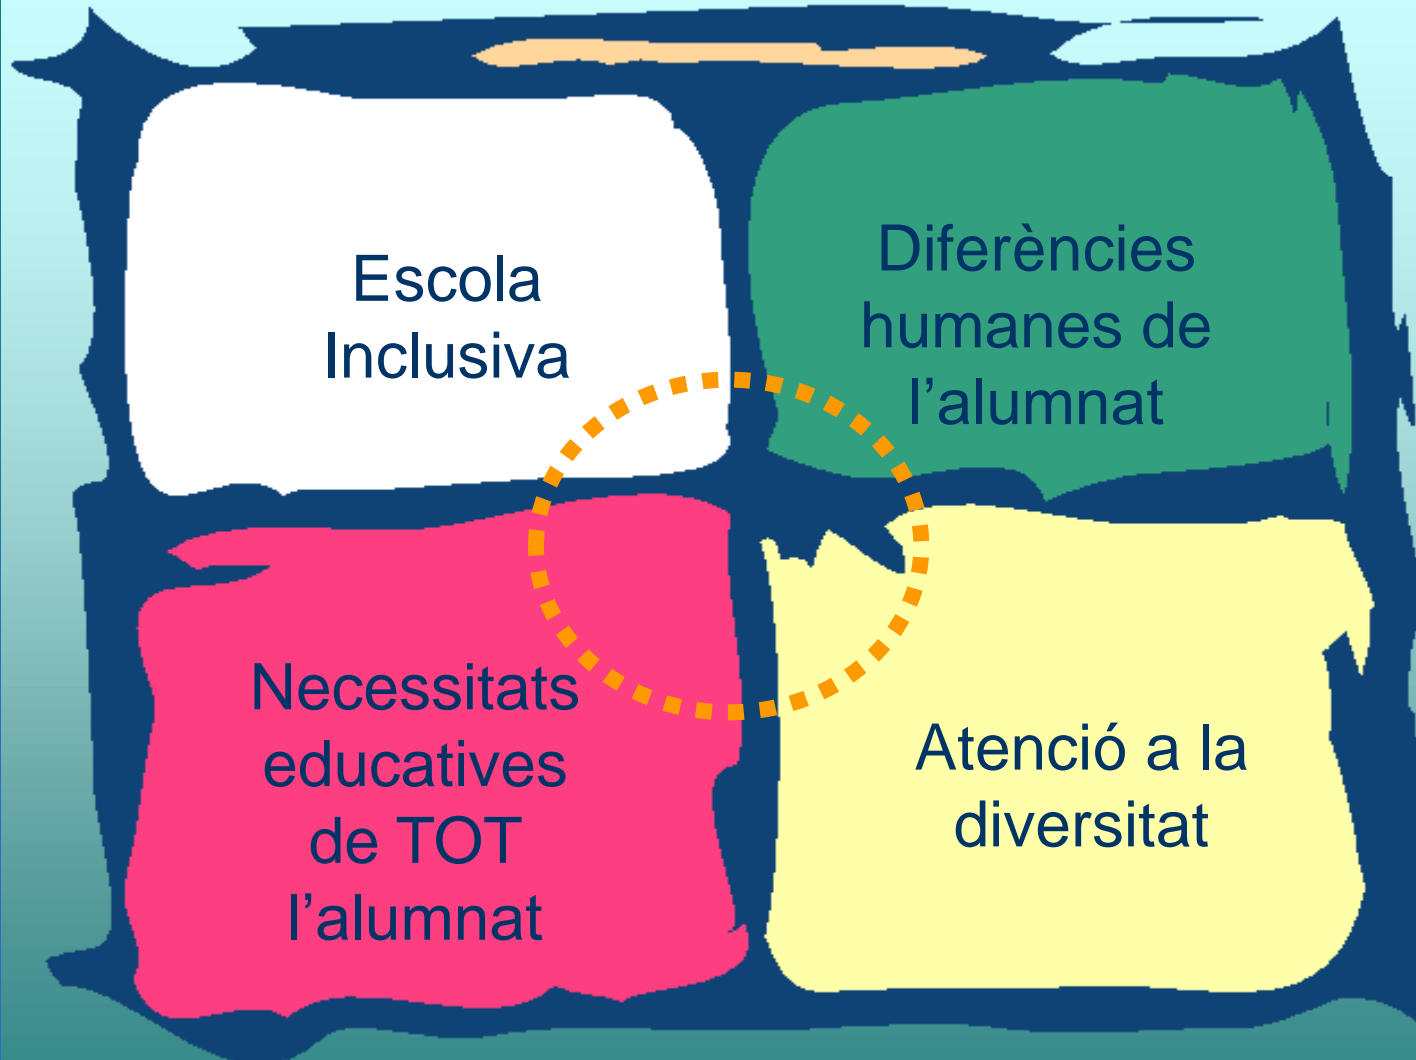 Escola
Inclusiva
Diferències
humanes de
l’alumnat
Necessitats
educatives
de TOT
l’alumnat
Atenció a la
diversitat